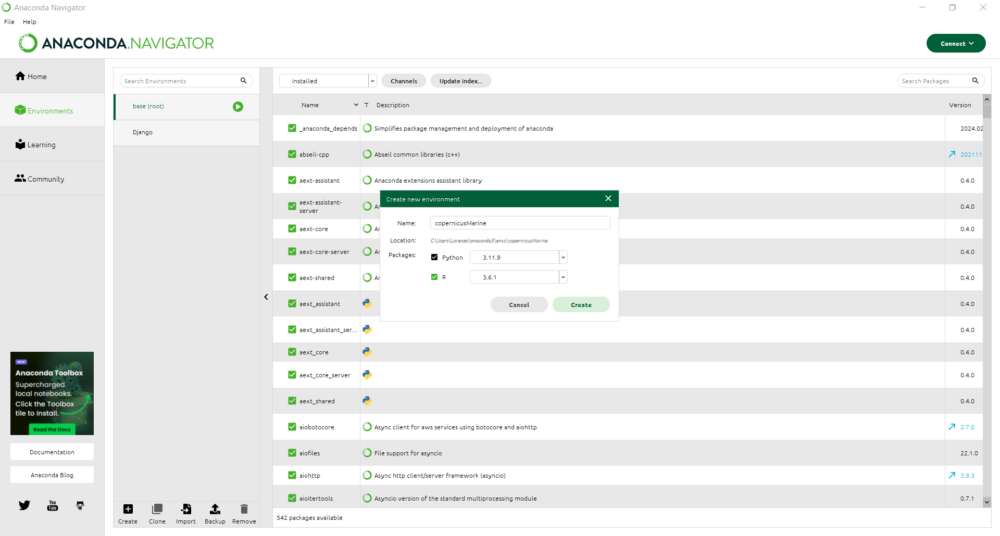 Anaconda Navigator
File Help
ANACONDA.NAVIGATOR
Connect
Home
Environments
Learning
Community
NEW
Anaconda Toolbox
Supercharged
local notebooks.
Click the Toolbox
tile to Install.
Read the Docs
Documentation
Anaconda Blog
You
Tube
Search Environments
base (root)
Django
Create Clone Import Backup Remove
Installed Channels Update index... Search Packages
Name T Description Version
_anaconda_depends Simplifies package management and deployment of anaconda 2024.02
abseil-cpp Abseil common libraries (c++) 202111
aext-assistant Anaconda extensions assistant library 0.4.0
aext-assistant-
server An 0.4.0
aext-core An 0.4.0
aext-core-server An 0.4.0
aext-shared An 0.4.0
aext_assistant 0.4.0
aext_assistant_ser... 0.4.0
aext_core 0.4.0
aext_core_server 0.4.0
aext_shared 0.4.0
aiobotocore Async client for aws services using botocore and aiohttp 2.7.0
aiofiles File support for asyncio 22.1.0
aiohttp Async http client/server framework (asyncio) 3.9.3
aioitertools Asyncio version of the standard multiprocessing module 0.7.1
542 packages available
Create new environment
Name: copernicusMarine
Location: C:\Users\Lorenzo\anaconda3\envs\copernicusMarine
Packages: Python 3.11.9
R 3.6.1
Cancel Create